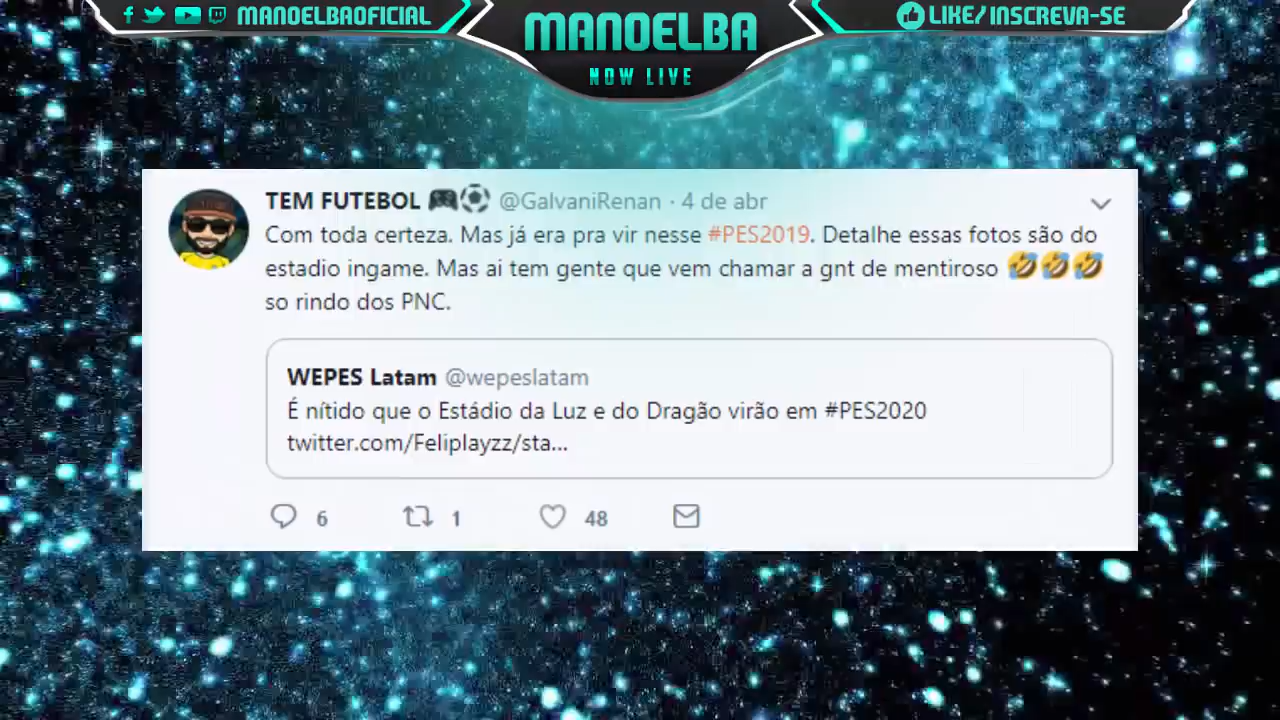 MANOELBAOFICIAL
MANOELBA
NOW LIVE
LIKE/INSCREVA-SE
TEM FUTEBOL 🎮⚽ @GalvaniRenan · 4 de abr
Com toda certeza. Mas já era pra vir nesse #PES2019. Detalhe essas fotos são do
estadio ingame. Mas ai tem gente que vem chamar a gnt de mentiroso 🤣🤣🤣
so rindo dos PNC.
WEPES Latam @wepeslatam
É nítido que o Estádio da Luz e do Dragão virão em #PES2020
twitter.com/Feliplayzz/sta...
6 1 48